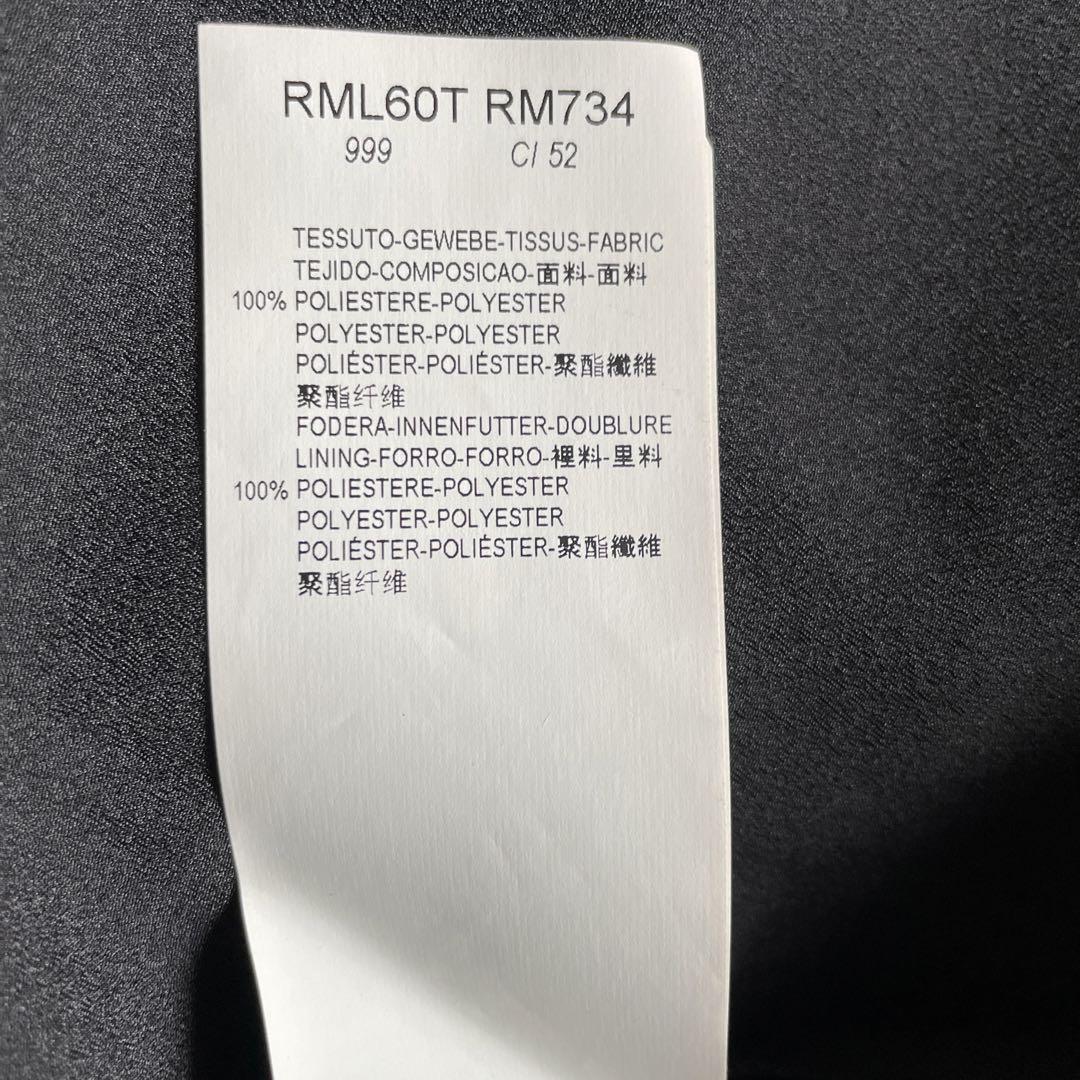 RML60T RM734
999 C/ 52
TESSUTO-GEWEBE-TISSUS-FABRIC
TEJIDO-COMPOSICAO-面料-面料
100% POLIESTERE-POLYESTER
POLYESTER-POLYESTER
POLIÉSTER-POLIÉSTER-聚酯纖維
聚酯纤维
FODERA-INNENFUTTER-DOUBLURE
LINING-FORRO-FORRO-裡料-里料
100% POLIESTERE-POLYESTER
POLYESTER-POLYESTER
POLIÉSTER-POLIÉSTER-聚酯纖維
聚酯纤维